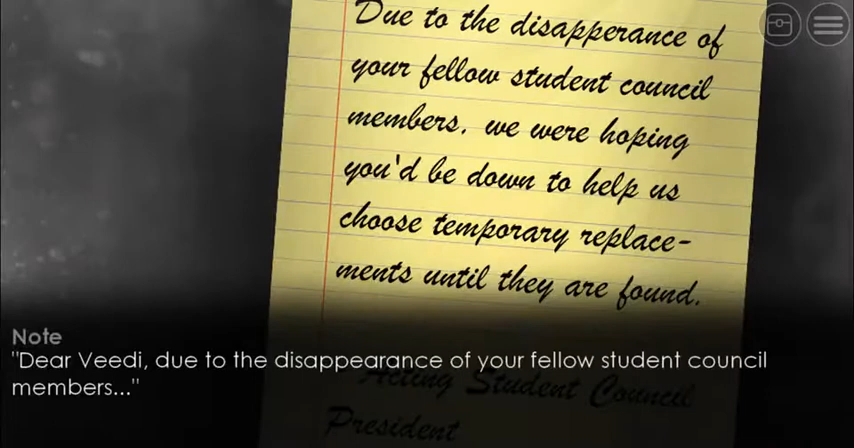 Due to the disapperance of
your fellow student council
members, we were hoping
you'd be down to help us
choose temporary replace-
ments until they are found.
- Acting Student Council
President
Note
"Dear Veedi, due to the disappearance of your fellow student council
members..."